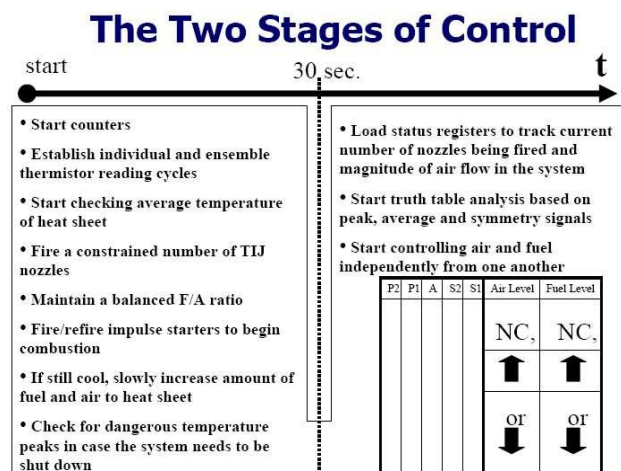 The Two Stages of Control
start
30 sec.
t
• Start counters
• Establish individual and ensemble
thermistor reading cycles
• Start checking average temperature
of heat sheet
• Fire a constrained number of TIJ
nozzles
• Maintain a balanced F/A ratio
• Fire/refire impulse starters to begin
combustion
• If still cool, slowly increase amount of
fuel and air to heat sheet
• Check for dangerous temperature
peaks in case the system needs to be
shut down
• Load status registers to track current
number of nozzles being fired and
magnitude of air flow in the system
• Start truth table analysis based on
peak, average and symmetry signals
• Start controlling air and fuel
independently from one another
P2 P1 A S2 S1 Air Level Fuel Level
NC, NC,
or or